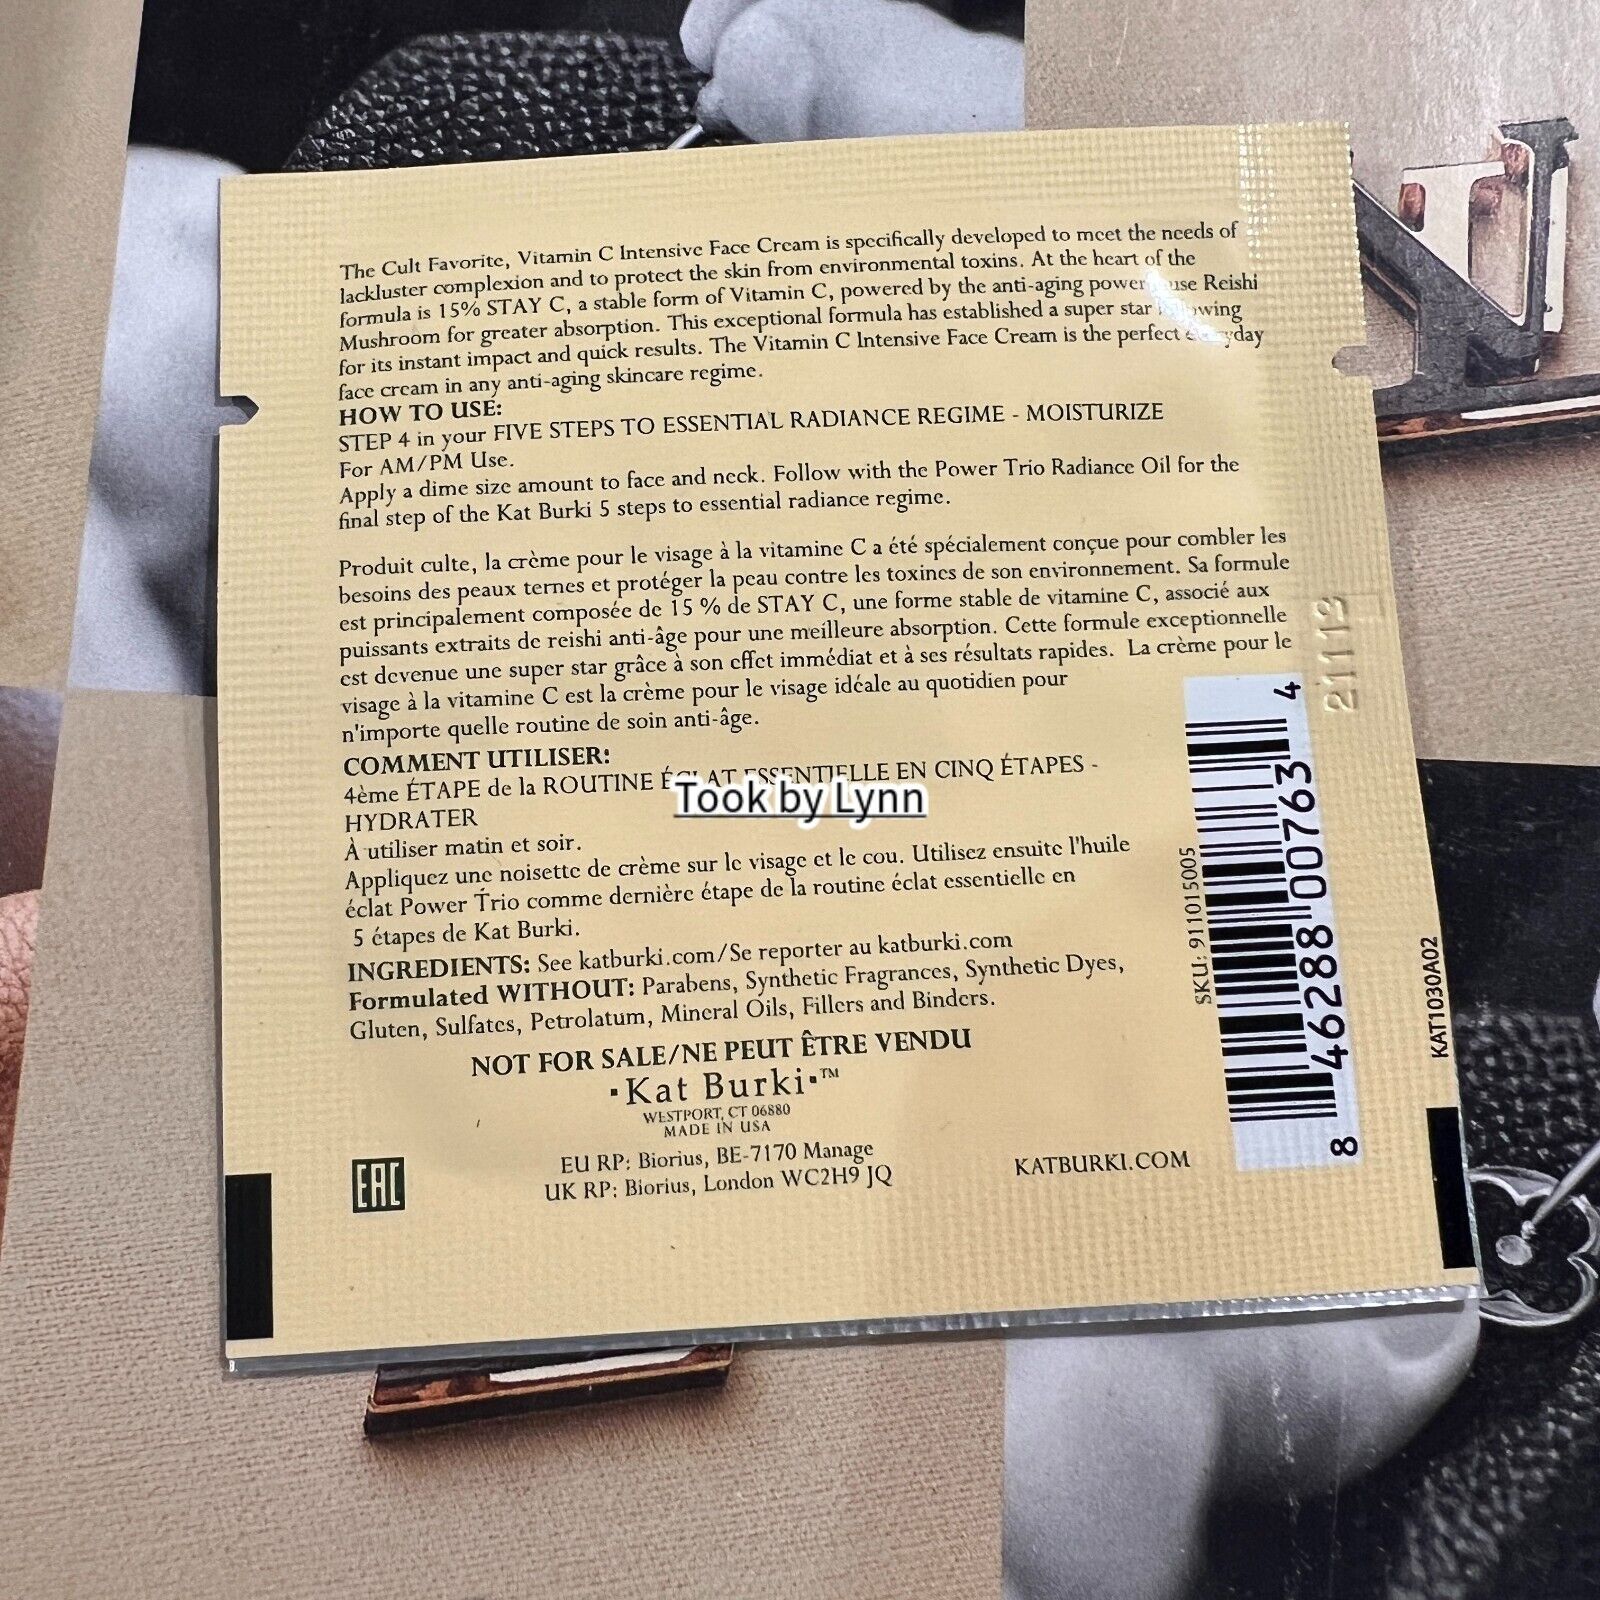 The Cult Favorite, Vitamin C Intensive Face Cream is specifically developed to meet the needs of
lackluster complexion and to protect the skin from environmental toxins. At the heart of the
formula is 15% STAY C, a stable form of Vitamin C, powered by the anti-aging Reishi
Mushroom for greater absorption. This exceptional formula has established a super star
for its instant impact and quick results. The Vitamin C Intensive Face Cream is the perfect
face cream in any anti-aging skincare regime.
HOW TO USE:
STEP 4 in your FIVE STEPS TO ESSENTIAL RADIANCE REGIME - MOISTURIZE
For AM/PM Use.
Apply a dime size amount to face and neck. Follow with the Power Trio Radiance Oil for the
final step of the Kat Burki 5 steps to essential radiance regime.
Produit culte, la crème pour le visage à la vitamine C a été spécialement conçue pour combler les
besoins des peaux ternes et protéger la peau contre les toxines de son environnement. Sa formule
est principalement composée de 15 % de STAY C, une forme stable de vitamine C, associé aux
puissants extraits de reishi anti-âge pour une meilleure absorption. Cette formule exceptionnelle
est devenue une super star grâce à son effet immédiat et à ses résultats rapides. La crème pour le
visage à la vitamine C est la crème pour le visage idéale au quotidien pour
n'importe quelle routine de soin anti-âge.
COMMENT UTILISER:
4ème ÉTAPE de la ROUTINE ÉCLAT ESSENTIELLE EN CINQ ÉTAPES -
HYDRATER
À utiliser matin et soir.
Appliquez une noisette de crème sur le visage et le cou. Utilisez ensuite l'huile
éclat Power Trio comme dernière étape de la routine éclat essentielle en
5 étapes de Kat Burki.
INGREDIENTS: See katburki.com/Se reporter au katburki.com
Formulated WITHOUT: Parabens, Synthetic Fragrances, Synthetic Dyes,
Gluten, Sulfates, Petrolatum, Mineral Oils, Fillers and Binders.
NOT FOR SALE/NE PEUT ÊTRE VENDU
▪Kat Burki▪™
WESTPORT, CT 06880
MADE IN USA
EU RP: Biorius, BE-7170 Manage
UK RP: Biorius, London WC2H9 JQ
KATBURKI.COM
EAC
SKU: 911015005
8 46288 00763 4
21112
KAT1030A02
Took by Lynn